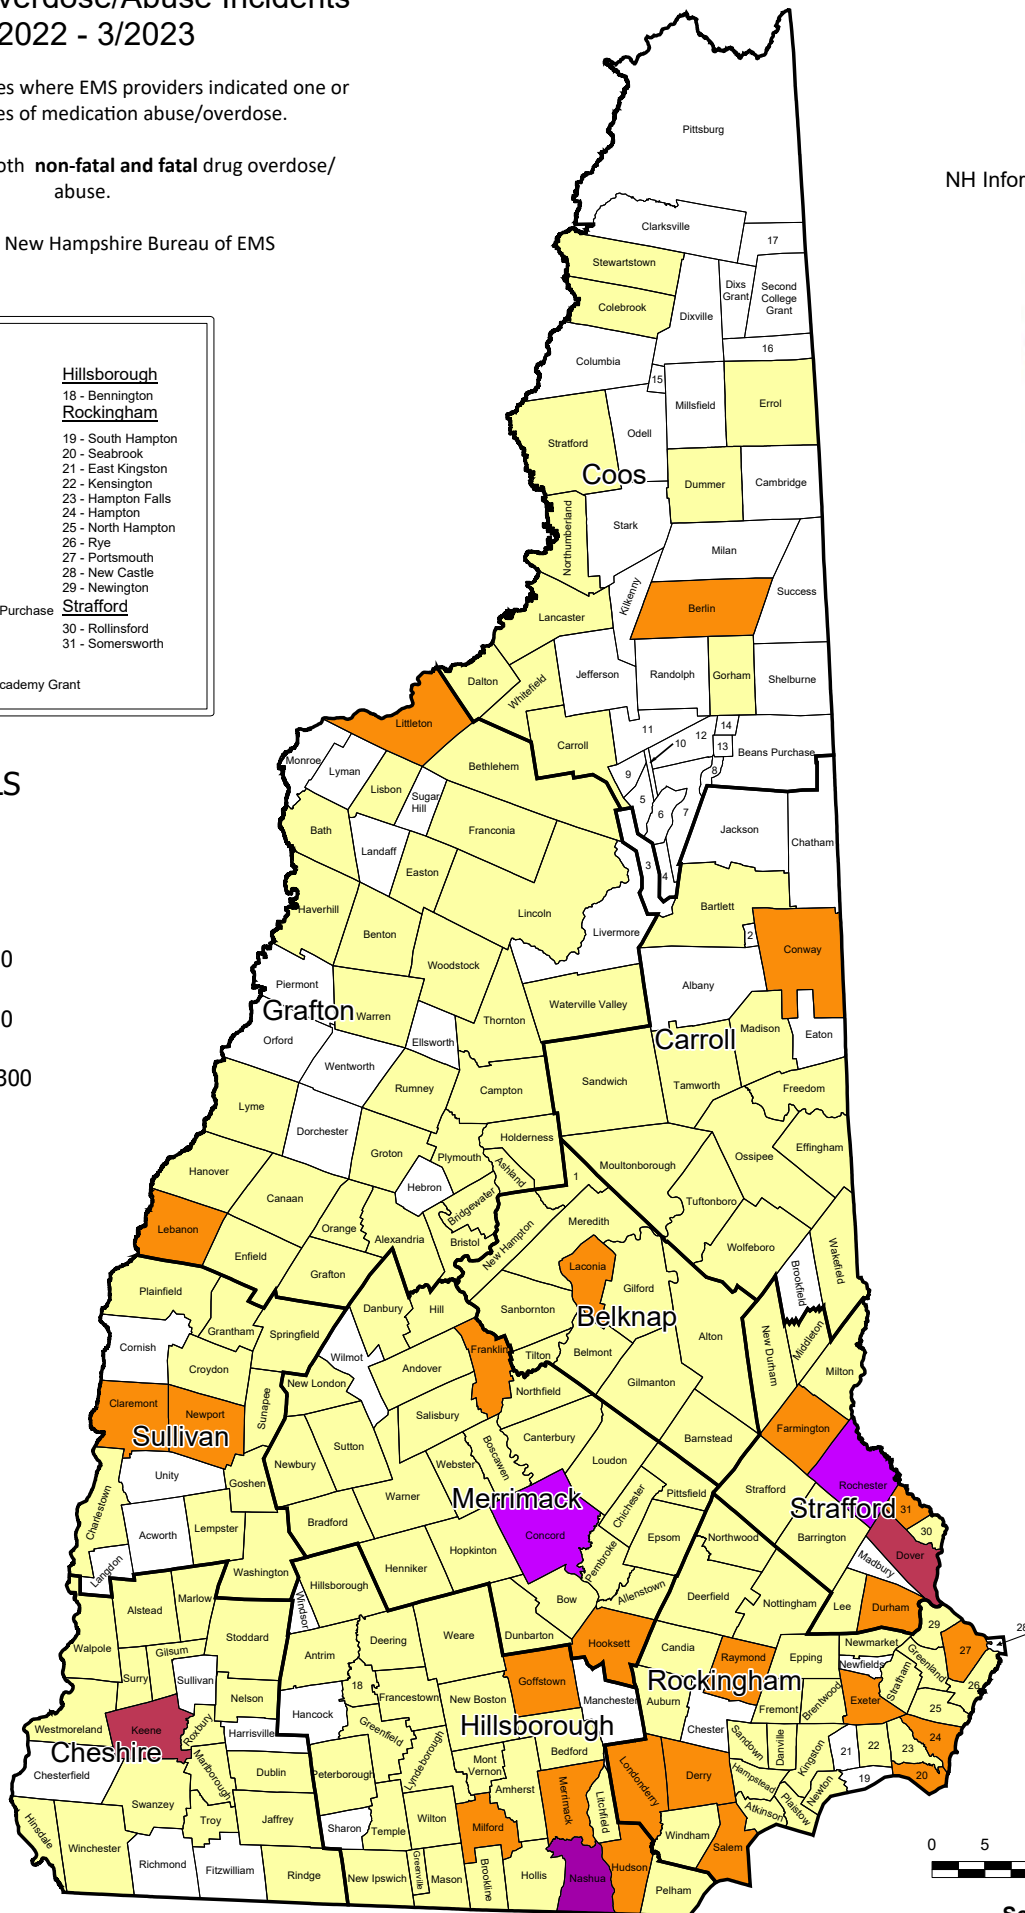 verdose/Abuse Incidents
2022 - 3/2023
es where EMS providers indicated one or
es of medication abuse/overdose.
oth non-fatal and fatal drug overdose/
abuse.
New Hampshire Bureau of EMS
NH Infor
Hillsborough
18 - Bennington
Rockingham
19 - South Hampton
20 - Seabrook
21 - East Kingston
22 - Kensington
23 - Hampton Falls
24 - Hampton
25 - North Hampton
26 - Rye
27 - Portsmouth
28 - New Castle
29 - Newington
Purchase
Strafford
30 - Rollinsford
31 - Somersworth
cademy Grant
LS
0
0
300
Pittsburg
Clarksville
17
Stewartstown
Dixs
Grant
Second
College
Grant
Colebrook
Dixville
16
Columbia
15
Millsfield
Errol
Odell
Stratford
Coos
Dummer
Cambridge
Northumberland
Stark
Milan
Kilkenny
Success
Berlin
Lancaster
Jefferson
Randolph
Gorham
Shelburne
Dalton
Whitefield
Littleton
11
14
12
10
13
Carroll
Beans Purchase
Monroe
Lyman
Bethlehem
9
8
Lisbon
Sugar
Hill
5
6
7
Bath
Franconia
Jackson
Chatham
Landaff
Easton
3
4
Haverhill
Lincoln
Bartlett
Benton
Livermore
2
Conway
Woodstock
Piermont
Albany
Grafton
Warren
Waterville Valley
Thornton
Madison
Orford
Ellsworth
Carroll
Eaton
Wentworth
Rumney
Campton
Sandwich
Tamworth
Freedom
Lyme
Dorchester
Holderness
Groton
Plymouth
Effingham
Ossipee
Hanover
Ashland
1
Moultonborough
Canaan
Hebron
Bridgewater
Tuftonboro
Lebanon
Orange
Alexandria
Bristol
New Hampton
Meredith
Enfield
Wolfeboro
Wakefield
Grafton
Laconia
Brookfield
Plainfield
Gilford
Danbury
Hill
Sanbornton
Belknap
Grantham
Springfield
Alton
Cornish
Wilmot
Franklin
Tilton
Belmont
New Durham
Middleton
Croydon
Andover
Milton
New London
Northfield
Gilmanton
Claremont
Newport
Sunapee
Salisbury
Sullivan
Canterbury
Barnstead
Farmington
Sutton
Boscawen
Newbury
Webster
Loudon
Unity
Goshen
Rochester
Charlestown
Warner
Merrimack
Chichester
Pittsfield
Strafford
Strafford
31
Bradford
Concord
Acworth
Lempster
Epsom
Northwood
Barrington
30
Hopkinton
Dover
Langdon
Washington
Henniker
Pembroke
Madbury
Hillsborough
Allenstown
Alstead
Marlow
Windsor
Bow
Deerfield
Nottingham
Lee
Durham
Stoddard
Weare
Dunbarton
Walpole
Deering
Hooksett
29
28
Gilsum
Antrim
Candia
Newmarket
27
Surry
Sullivan
Raymond
Epping
Newfields
Greenland
18
Goffstown
Rockingham
Stratham
26
Nelson
Francestown
New Boston
Manchester
Auburn
Brentwood
Exeter
Hancock
Fremont
25
Westmoreland
Keene
Roxbury
Harrisville
Greenfield
Hillsborough
Chester
24
Cheshire
Lyndeborough
Sandown
Danville
Kingston
21
22
23
Bedford
Mont
Vernon
Dublin
Peterborough
Londonderry
Derry
Hampstead
20
19
Chesterfield
Marlborough
Amherst
Merrimack
Litchfield
Newton
Plaistow
Swanzey
Troy
Jaffrey
Wilton
Atkinson
Hinsdale
Sharon
Temple
Milford
Windham
Salem
Winchester
Richmond
Fitzwilliam
Rindge
New Ipswich
Greenville
Mason
Brookline
Hollis
Nashua
Hudson
Pelham
0 5